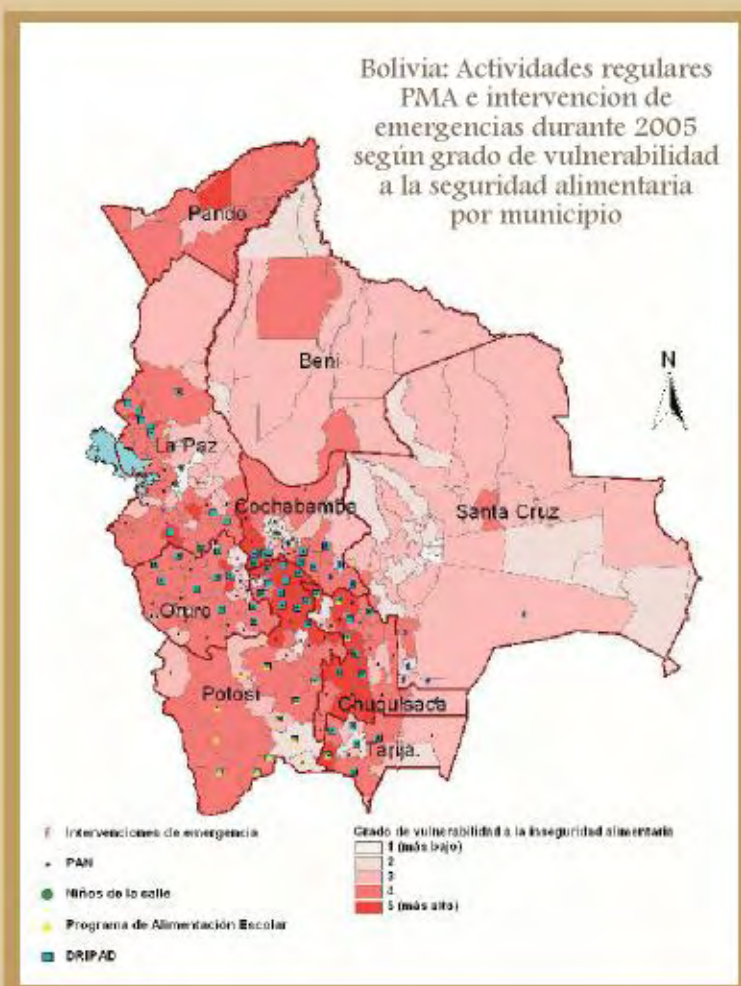 Bolivia: Actividades regulares
PMA e intervencion de
emergencias durante 2005
según grado de vulnerabilidad
a la seguridad alimentaria
por municipio
Pando
Beni
N
La Paz
Cochabamba
Santa Cruz
Oruro
Potosí
Chuquisaca
Tarija
Intervenciones de emergencia
PAN
Niños de la calle
Programa de Alimentación Escolar
DRIPAD
Grado de vulnerabilidad a la inseguridad alimentaria
1 (más bajo)
2
3
4
5 (más alto)